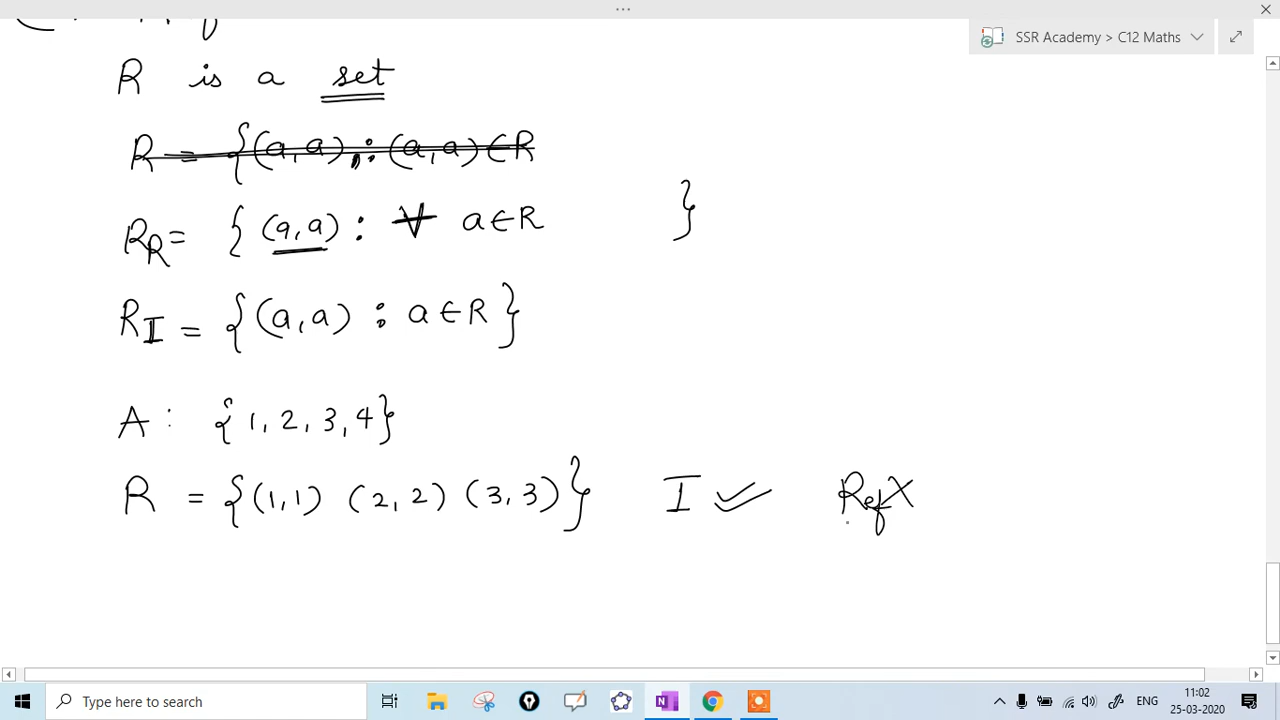 SSR Academy > C12 Maths
R is a set
R = {(a,a), : (a,a) ∈ R
R_R = { (a,a) : ∀ a ∈ R }
R_I = {(a,a) : a ∈ R}
A : {1, 2, 3, 4}
R = {(1,1) (2,2) (3,3)} I ✓ Ref X
Type here to search
ENG
11:02
25-03-2020